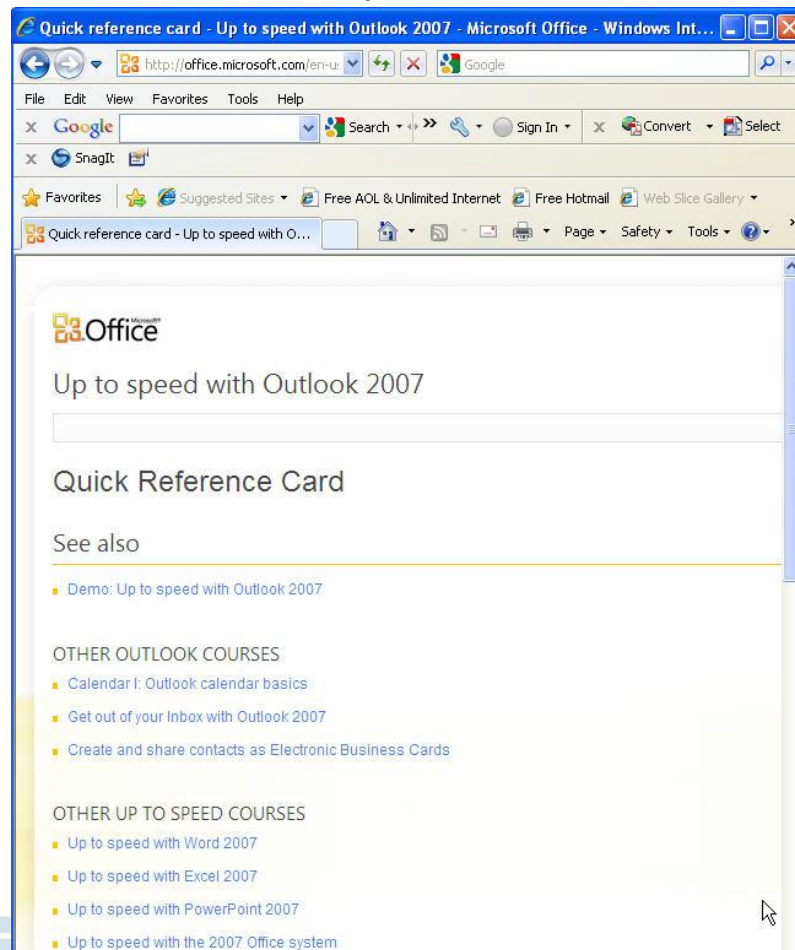 Quick reference card - Up to speed with Outlook 2007 - Microsoft Office - Windows Int...
http://office.microsoft.com/en-u: Google
File Edit View Favorites Tools Help
x Google Search >> Sign In x Convert Select
x SnagIt
Favorites Suggested Sites Free AOL & Unlimited Internet Free Hotmail Web Slice Gallery
Quick reference card - Up to speed with O... Page Safety Tools >>
Microsoft®
Office
Up to speed with Outlook 2007
Quick Reference Card
See also
Demo: Up to speed with Outlook 2007
OTHER OUTLOOK COURSES
Calendar I: Outlook calendar basics
Get out of your Inbox with Outlook 2007
Create and share contacts as Electronic Business Cards
OTHER UP TO SPEED COURSES
Up to speed with Word 2007
Up to speed with Excel 2007
Up to speed with PowerPoint 2007
Up to speed with the 2007 Office system